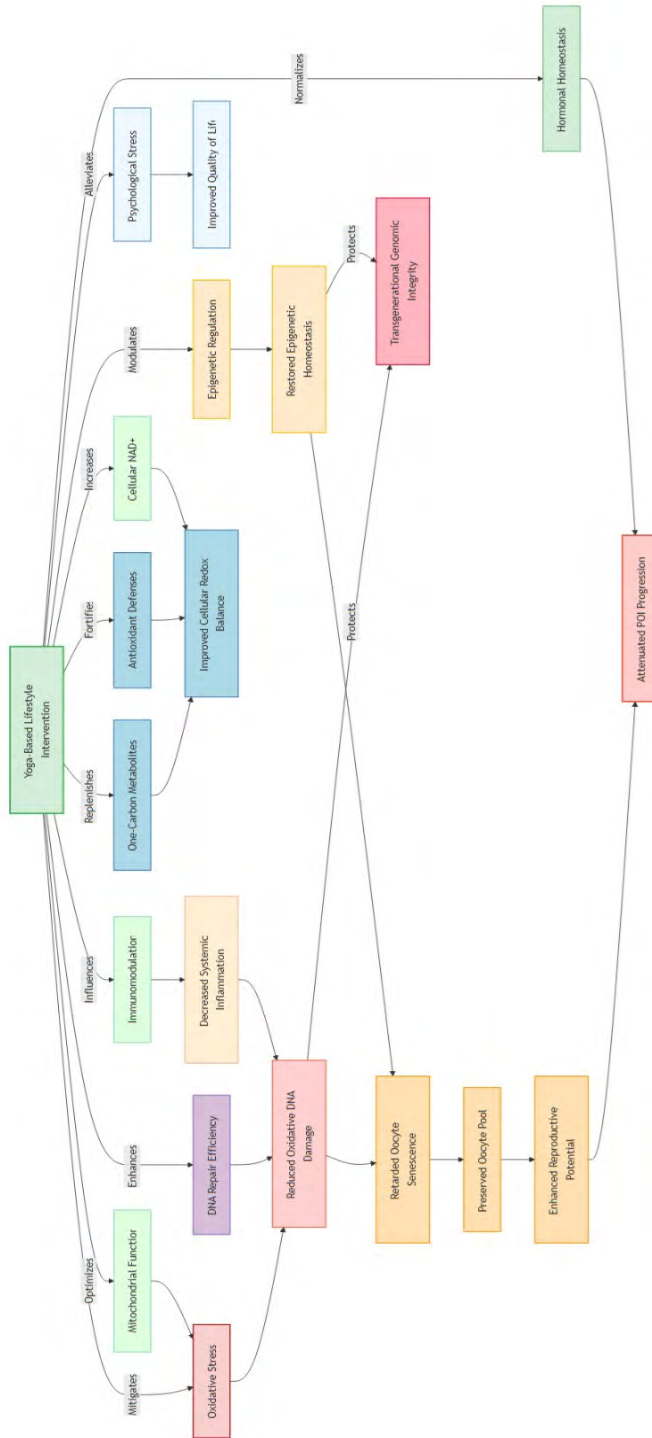 Yoga-Based Lifestyle
Intervention
Mitigates
Optimizes
Enhances
Influences
Replenishes
Fortifie
Increases
Modulates
Alleviates
Normalizes
Mitochondrial Function
Immunomodulation
One-Carbon Metabolites
Antioxidant Defenses
Cellular NAD+
Psychological Stress
Oxidative Stress
DNA Repair Efficiency
Decreased Systemic
Inflammation
Improved Cellular Redox
Balance
Epigenetic Regulation
Improved Quality of Life
Reduced Oxidative DNA
Damage
Restored Epigenetic
Homeostasis
Protects
Protects
Retarded Oocyte
Senescence
Transgenerational Genomic
Integrity
Preserved Oocyte Pool
Enhanced Reproductive
Potential
Hormonal Homeostasis
Attenuated POI Progression